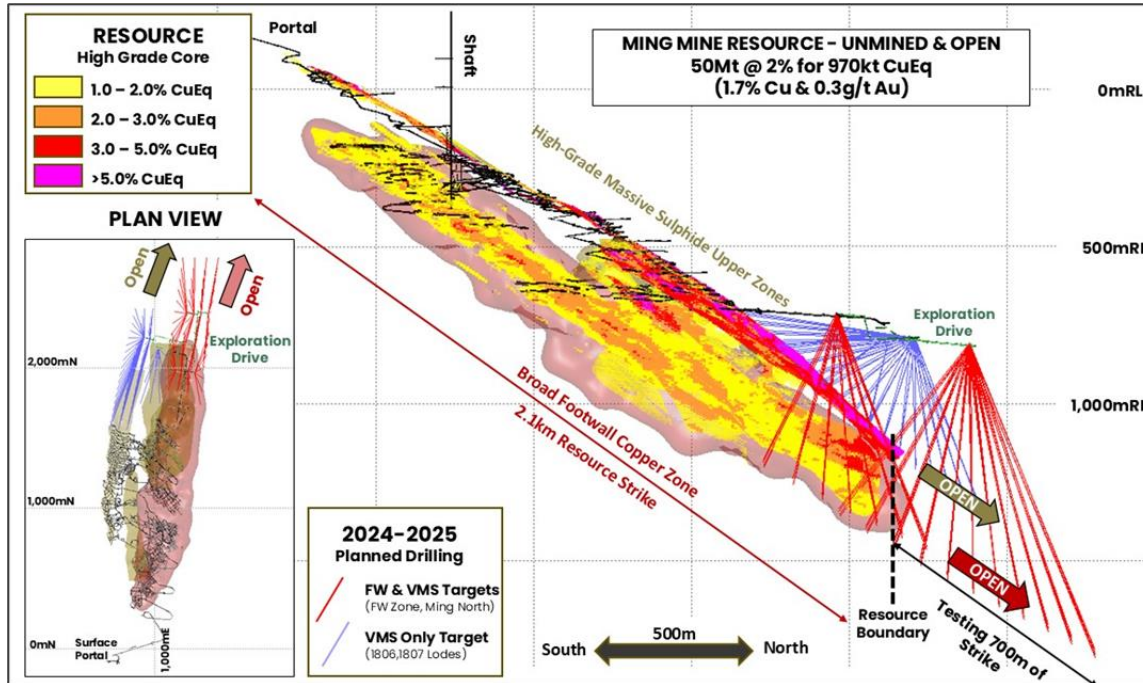 RESOURCE
High Grade Core
1.0 – 2.0% CuEq
2.0 – 3.0% CuEq
3.0 – 5.0% CuEq
>5.0% CuEq
Portal
Shaft
MING MINE RESOURCE – UNMINED & OPEN
50Mt @ 2% for 970kt CuEq
(1.7% Cu & 0.3g/t Au)
0mRL
500mRL
1,000mRL
High-Grade Massive Sulphide Upper Zones
Exploration
Drive
Broad Footwall Copper Zone
2.1km Resource Strike
OPEN
OPEN
Resource
Boundary
Testing 700m of
Strike
500m
South
North
PLAN VIEW
Open
Open
Exploration
Drive
2,000mN
1,000mN
0mN
Surface
Portal
1,000mE
2024-2025
Planned Drilling
FW & VMS Targets
(FW Zone, Ming North)
VMS Only Target
(1806,1807 Lodes)